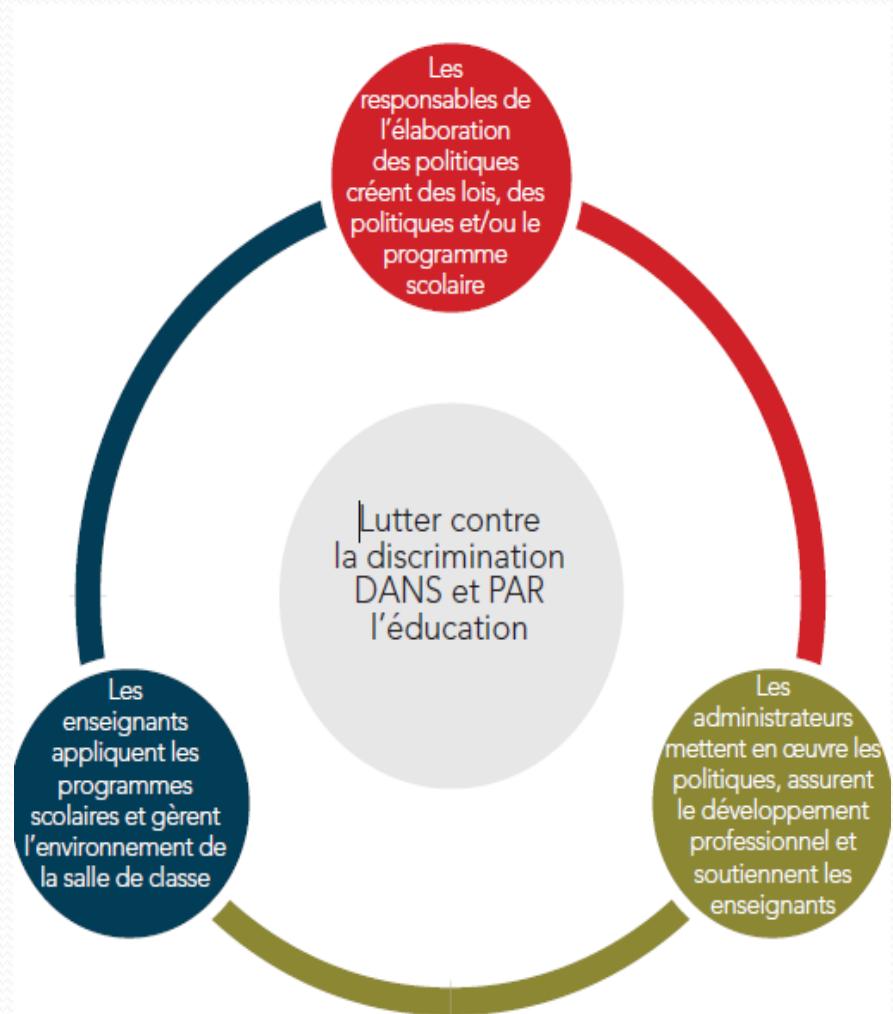 Les
responsables de
l'élaboration
des politiques
créent des lois, des
politiques et/ou le
programme
scolaire
Lutter contre
la discrimination
DANS et PAR
l'éducation
Les
enseignants
appliquent les
programmes
scolaires et gèrent
l'environnement de
la salle de classe
Les
administrateurs
mettent en œuvre les
politiques, assurent
le développement
professionnel et
soutiennent les
enseignants